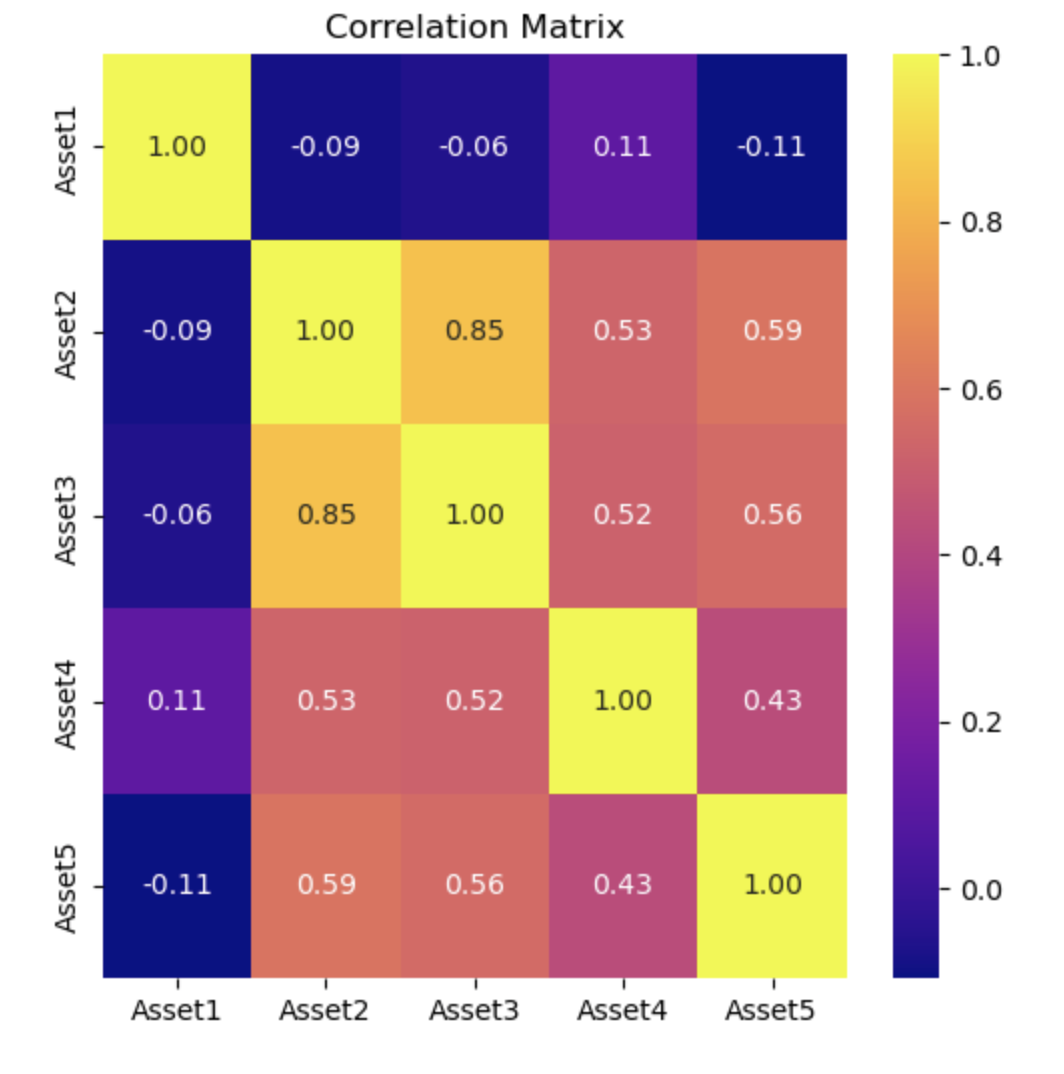 Correlation Matrix
Asset1 1.00 -0.09 -0.06 0.11 -0.11
Asset2 -0.09 1.00 0.85 0.53 0.59
Asset3 -0.06 0.85 1.00 0.52 0.56
Asset4 0.11 0.53 0.52 1.00 0.43
Asset5 -0.11 0.59 0.56 0.43 1.00
Asset1 Asset2 Asset3 Asset4 Asset5
1.0
0.8
0.6
0.4
0.2
0.0